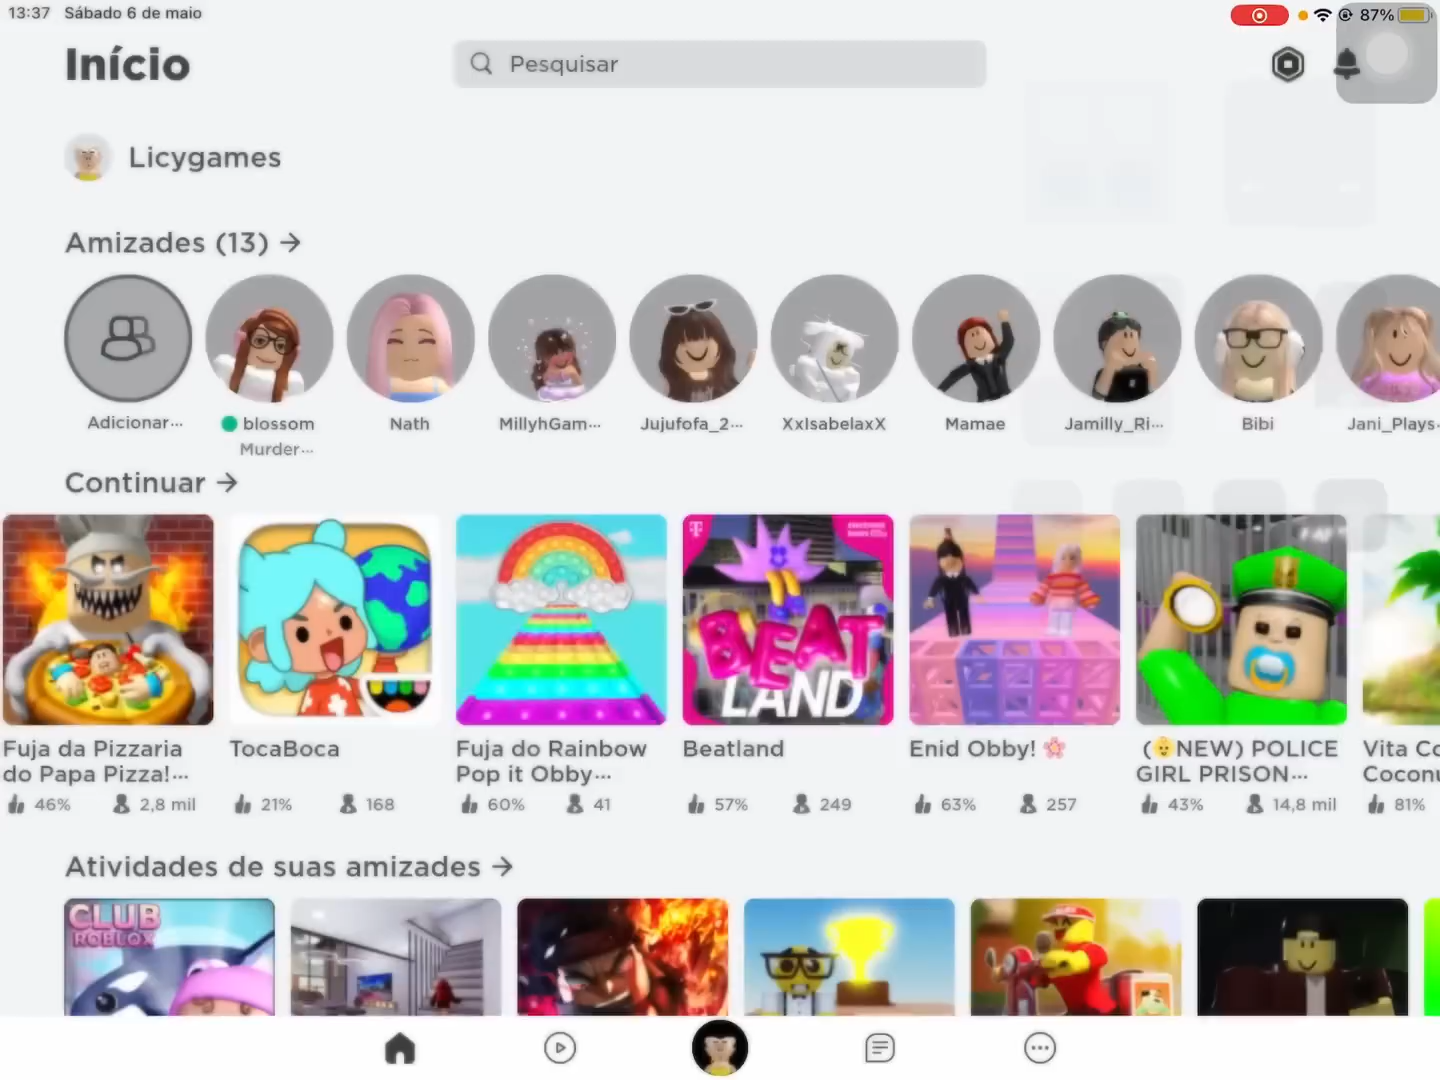 13:37 Sábado 6 de maio
87%
Início
Pesquisar
Licygames
Amizades (13) →
Adicionar...
blossom
Murder...
Nath
MillyhGam...
Jujufofa_2...
XxIsabelaxX
Mamae
Jamilly_Ri...
Bibi
Jani_Plays
Continuar →
BEAT
LAND
Fuja da Pizzaria
do Papa Pizza!...
46% 2,8 mil
TocaBoca
21% 168
Fuja do Rainbow
Pop it Obby...
60% 41
Beatland
57% 249
Enid Obby! 🌸
63% 257
(👶NEW) POLICE
GIRL PRISON...
43% 14,8 mil
Vita Co
Coconu
81%
Atividades de suas amizades →
CLUB
ROBLOX